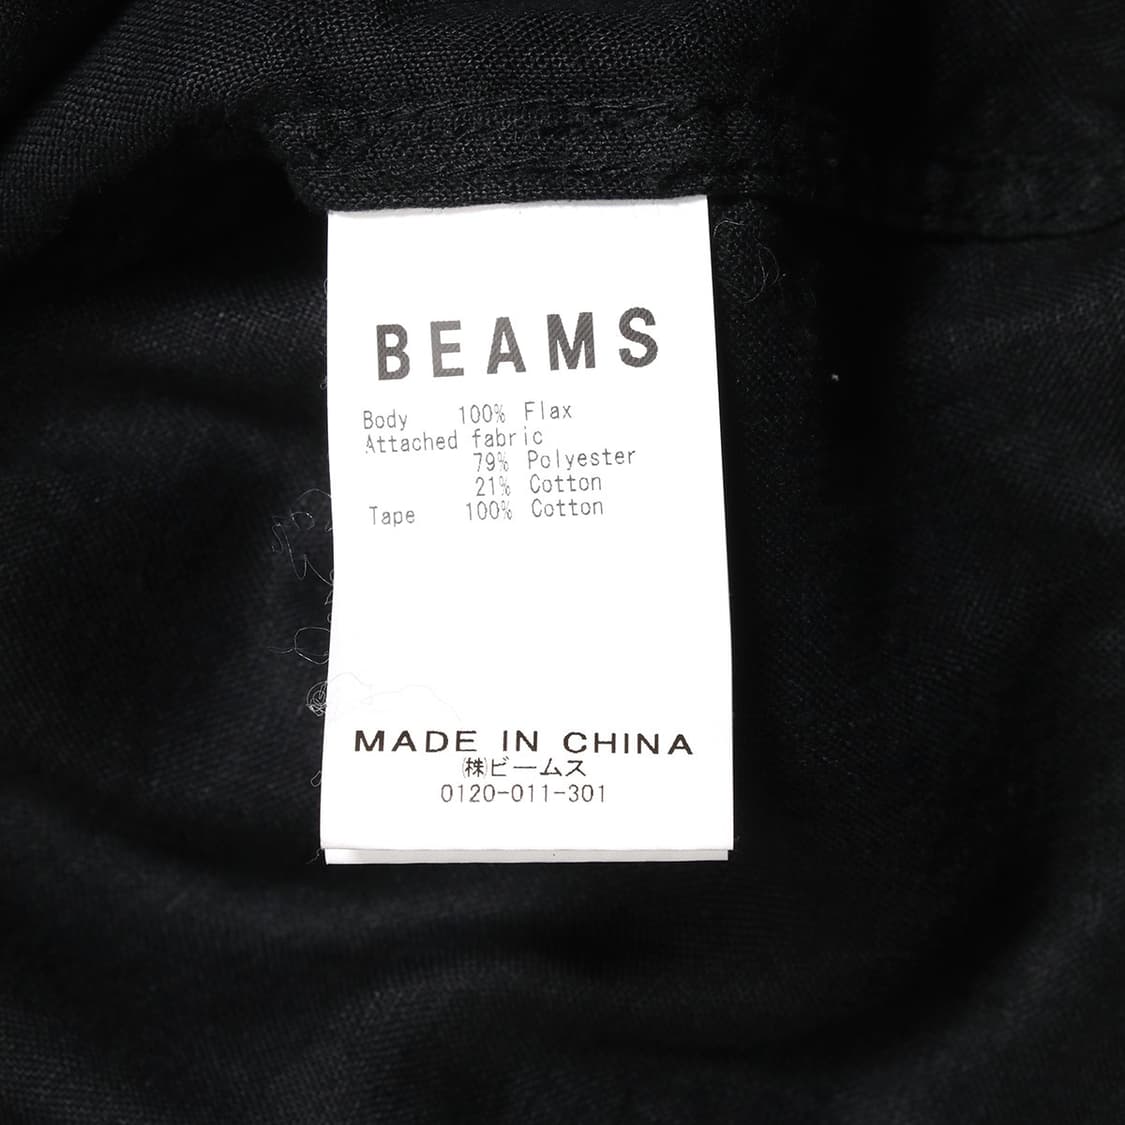 BEAMS
Body 100% Flax
Attached fabric
79% Polyester
21% Cotton
Tape 100% Cotton
MADE IN CHINA
㈱ビームス
0120-011-301